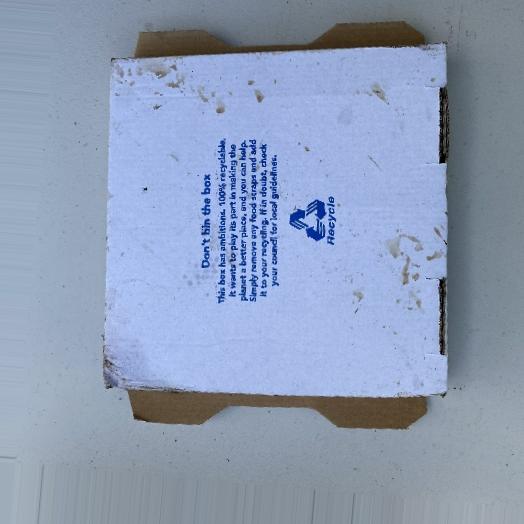 Don't bin the box
This box has ambitions. 100% recyclable,
it wants to play its part in making the
planet a better place, and you can help.
Simply remove any food straps and add
it to your recycling. If in doubt, check
your council for local guidelines.
Recycle